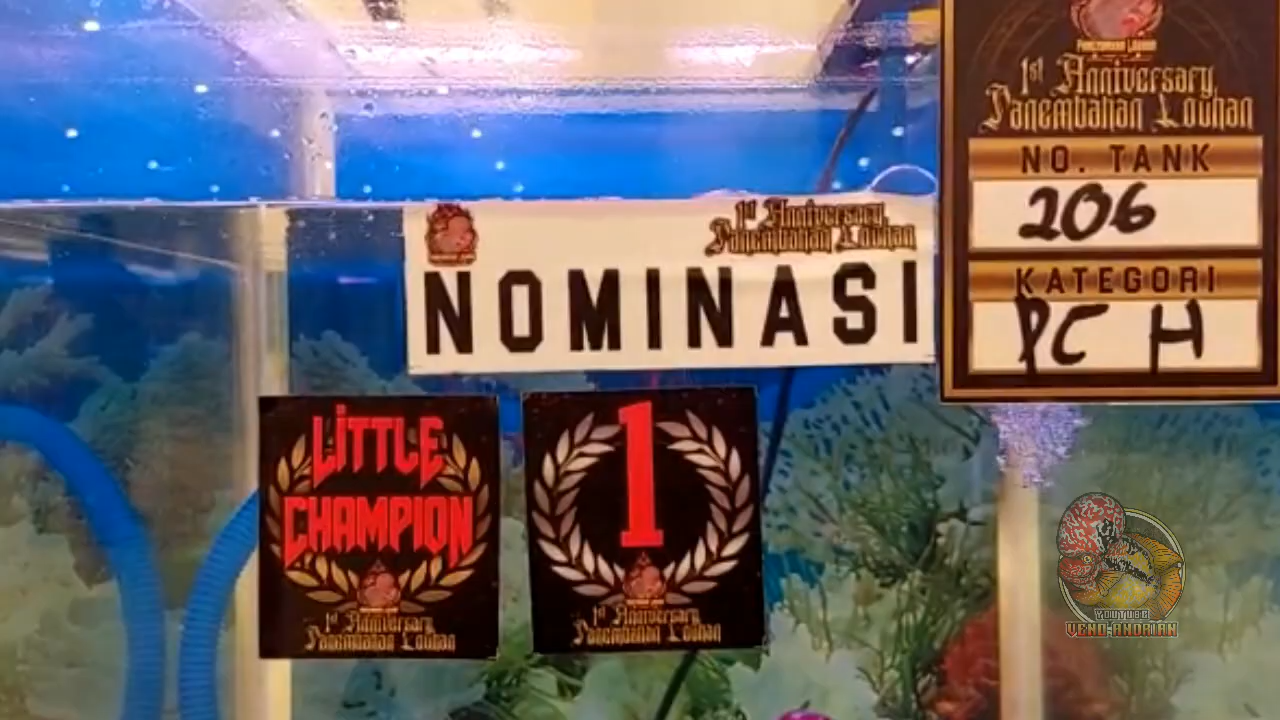 1st Anniversary
Panembahan Louhan
NO. TANK
206
KATEGORI
PC H
1st Anniversary
Panembahan Louhan
NOMINASI
LiTTLE
CHAMPION
1st Anniversary
Panembahan Louhan
1
1st Anniversary
Panembahan Louhan
YOUTUBE
VEND ANDRIAN